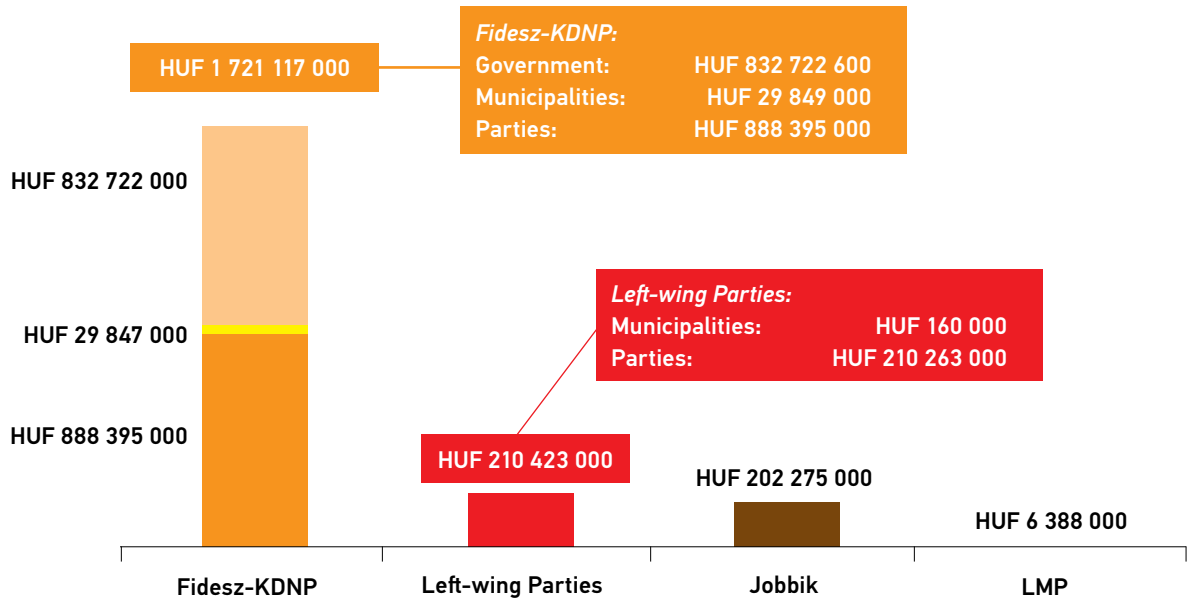 HUF 1 721 117 000
Fidesz-KDNP:
Government: HUF 832 722 600
Municipalities: HUF 29 849 000
Parties: HUF 888 395 000
HUF 832 722 000
HUF 29 847 000
HUF 888 395 000
Left-wing Parties:
Municipalities: HUF 160 000
Parties: HUF 210 263 000
HUF 210 423 000
HUF 202 275 000
HUF 6 388 000
Fidesz-KDNP
Left-wing Parties
Jobbik
LMP